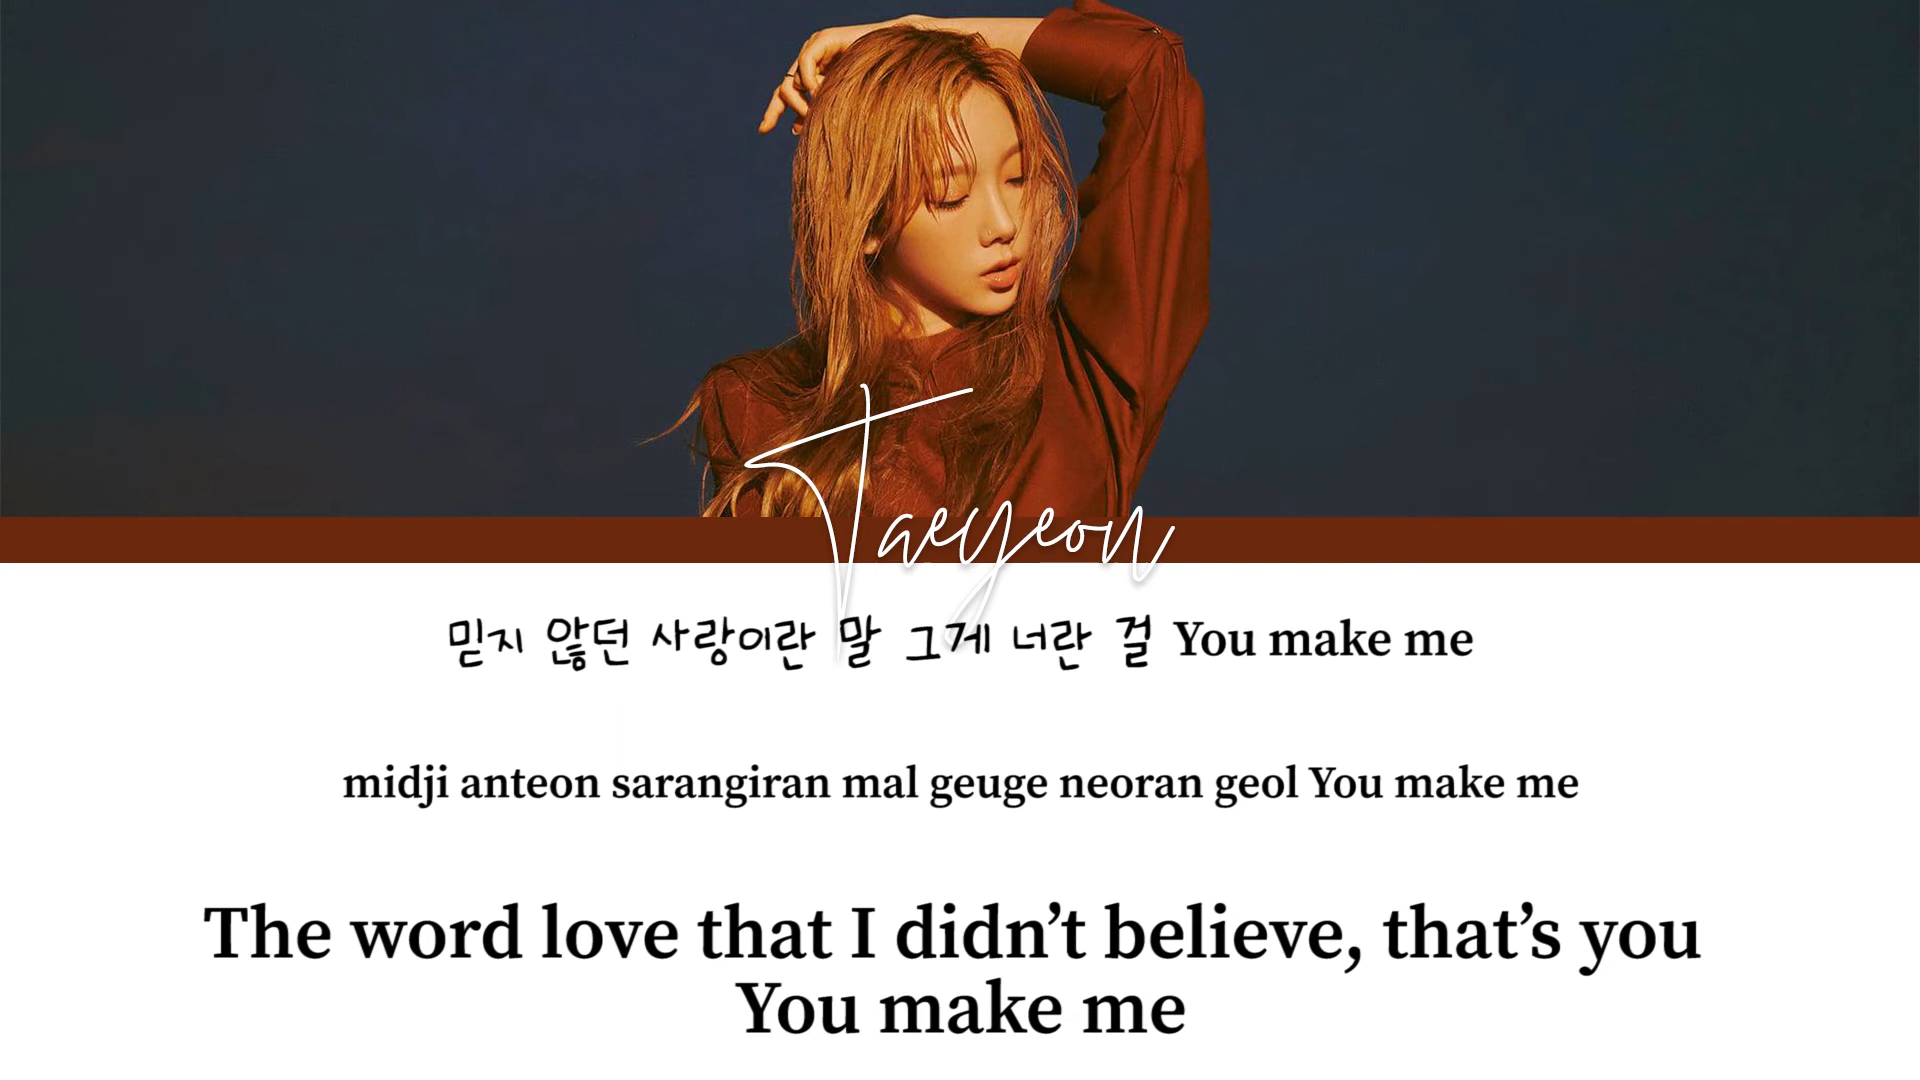 Taeyeon
믿지 않던 사랑이란 말 그게 너란 걸 You make me
midji anteon sarangiran mal geuge neoran geol You make me
The word love that I didn’t believe, that’s you
You make me